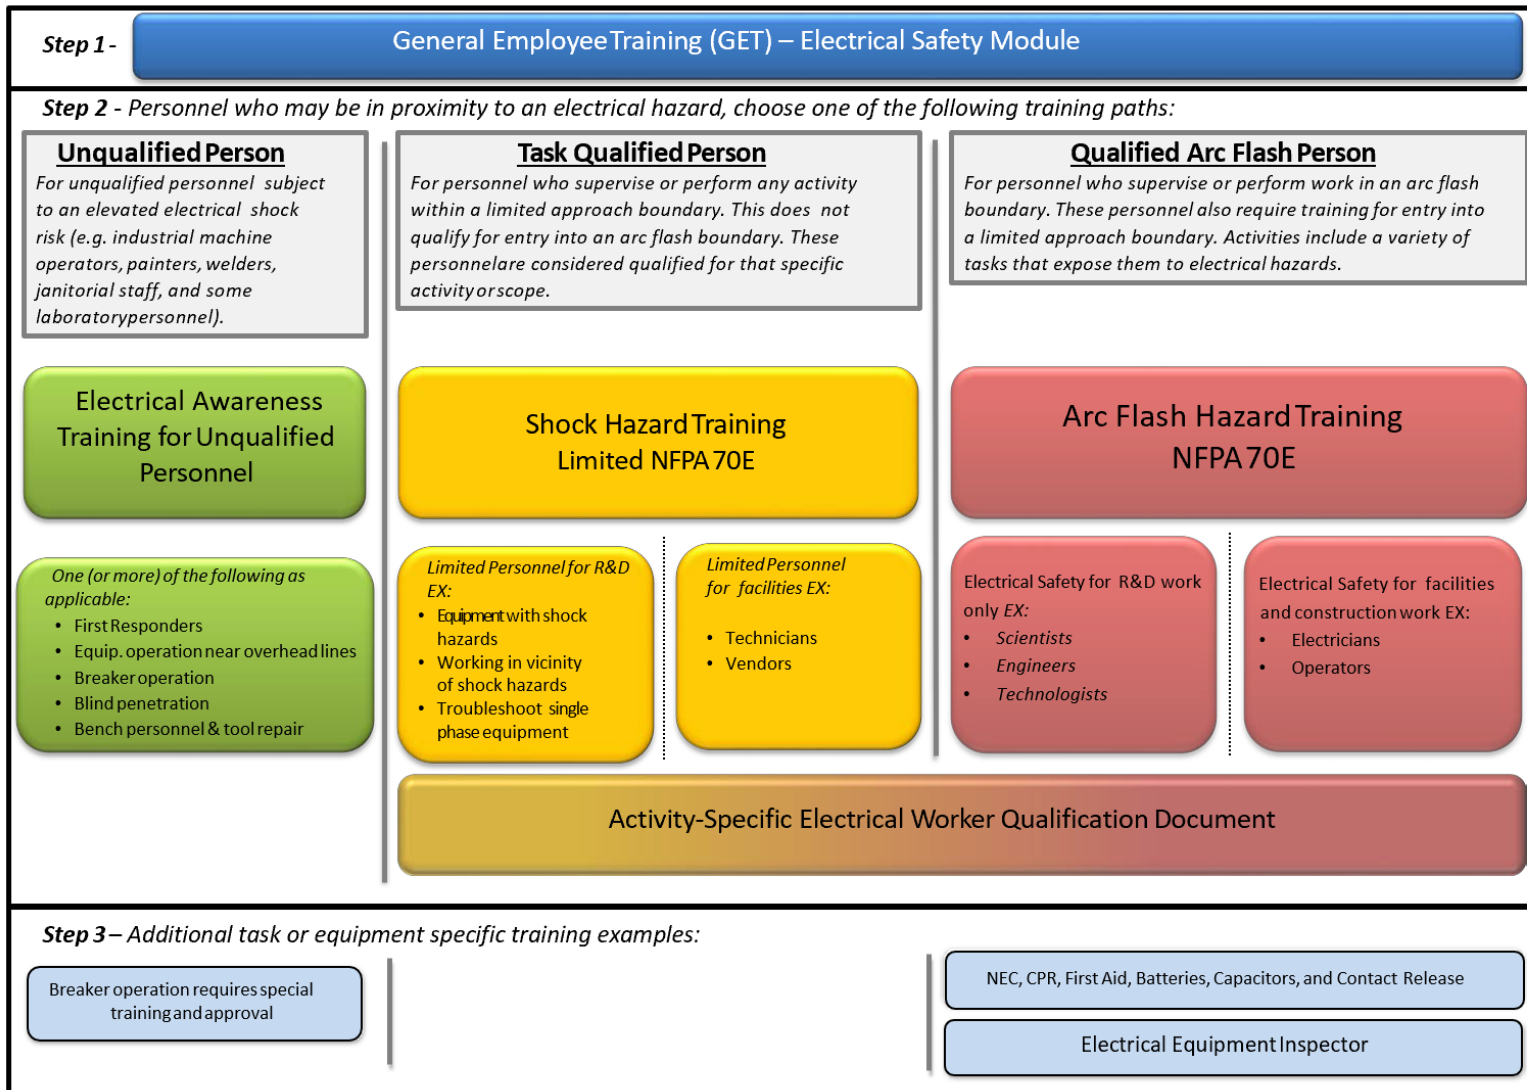 Step 1 -
General Employee Training (GET) – Electrical Safety Module
Step 2 - Personnel who may be in proximity to an electrical hazard, choose one of the following training paths:
Unqualified Person
For unqualified personnel subject
to an elevated electrical shock
risk (e.g. industrial machine
operators, painters, welders,
janitorial staff, and some
laboratorypersonnel).
Task Qualified Person
For personnel who supervise or perform any activity
within a limited approach boundary. This does not
qualify for entry into an arc flash boundary. These
personnelare considered qualified for that specific
activity or scope.
Qualified Arc Flash Person
For personnel who supervise or perform work in an arc flash
boundary. These personnel also require training for entry into
a limited approach boundary. Activities include a variety of
tasks that expose them to electrical hazards.
Electrical Awareness
Training for Unqualified
Personnel
Shock Hazard Training
Limited NFPA 70E
Arc Flash Hazard Training
NFPA 70E
One (or more) of the following as
applicable:
• First Responders
• Equip. operation near overhead lines
• Breaker operation
• Blind penetration
• Bench personnel & tool repair
Limited Personnel for R&D
EX:
• Equipment with shock
hazards
• Working in vicinity
of shock hazards
• Troubleshoot single
phase equipment
Limited Personnel
for facilities EX:
• Technicians
• Vendors
Electrical Safety for R&D work
only EX:
• Scientists
• Engineers
• Technologists
Electrical Safety for facilities
and construction work EX:
• Electricians
• Operators
Activity-Specific Electrical Worker Qualification Document
Step 3 – Additional task or equipment specific training examples:
Breaker operation requires special
training and approval
NEC, CPR, First Aid, Batteries, Capacitors, and Contact Release
Electrical Equipment Inspector